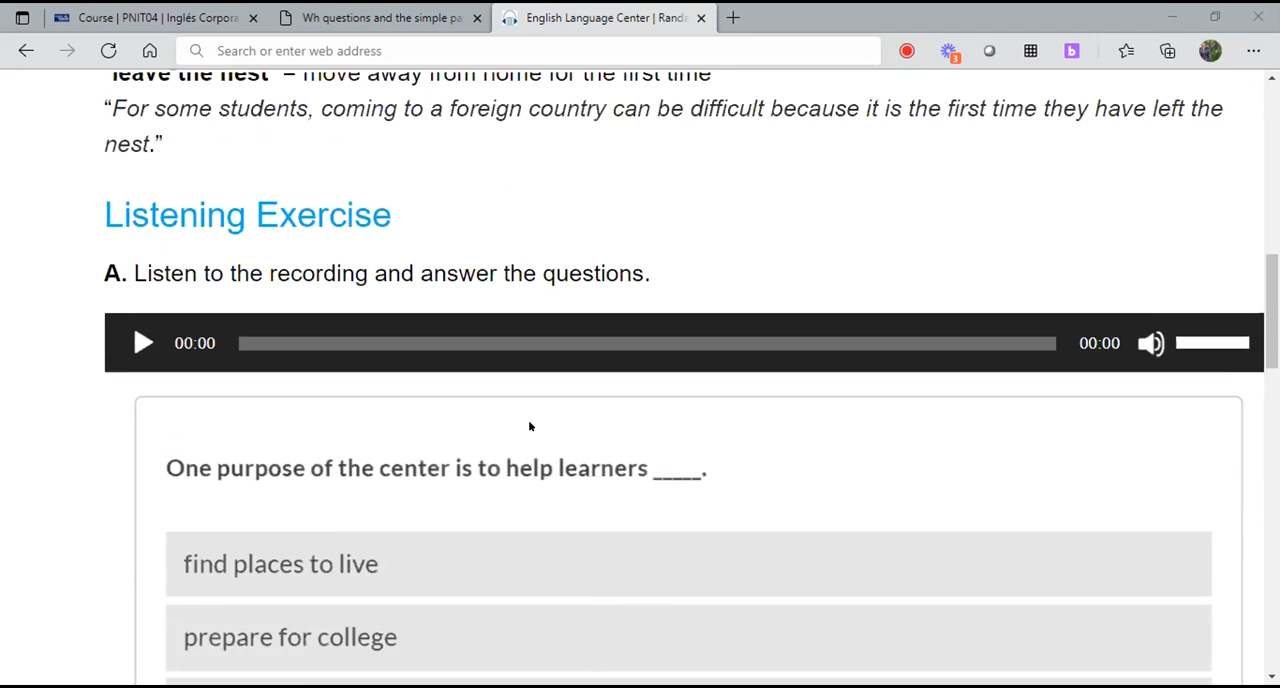 Course | PNIT04 | Inglés Corpora
Wh questions and the simple pa
English Language Center | Randa
Search or enter web address
3
b
"leave the nest" – move away from home for the first time
"For some students, coming to a foreign country can be difficult because it is the first time they have left the
nest."
Listening Exercise
A. Listen to the recording and answer the questions.
00:00
00:00
One purpose of the center is to help learners _____.
find places to live
prepare for college